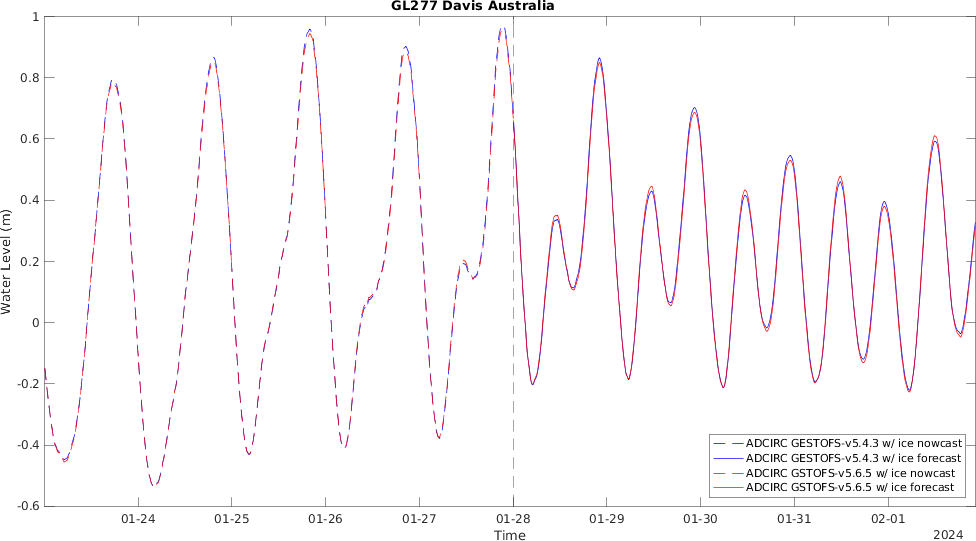 GL277 Davis Australia
1
0.8
0.6
0.4
0.2
0
-0.2
-0.4
-0.6
Water Level (m)
ADCIRC GESTOFS-v5.4.3 w/ ice nowcast
ADCIRC GESTOFS-v5.4.3 w/ ice forecast
ADCIRC GSTOFS-v5.6.5 w/ ice nowcast
ADCIRC GSTOFS-v5.6.5 w/ ice forecast
01-24 01-25 01-26 01-27 01-28 01-29 01-30 01-31 02-01
Time
2024